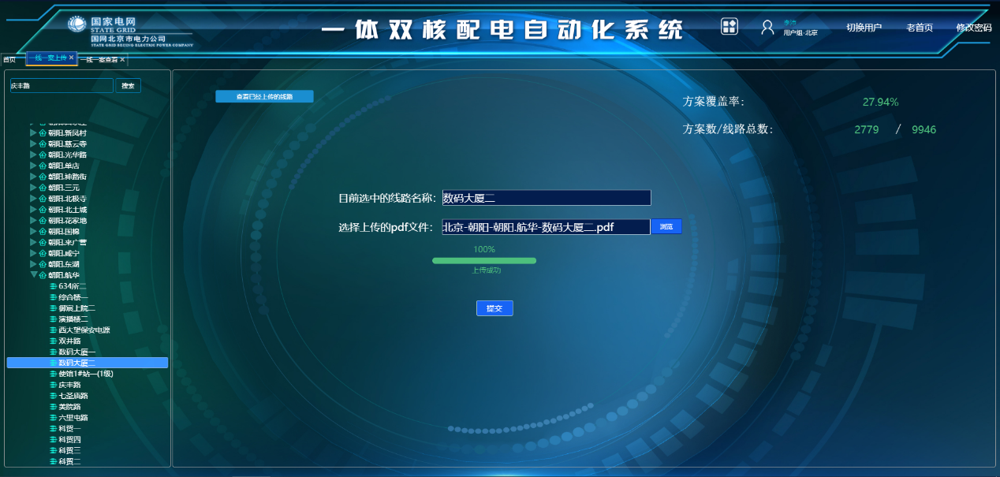 国家电网
STATE GRID
国网北京市电力公司
STATE GRID BEIJING ELECTRIC POWER COMPANY
一体双核配电自动化系统
用户组:北京
切换用户
老首页
修改密码
首页
一线一案上传 ×
一线一案查看 ×
庆丰路
搜索
朝阳.新凤村
朝阳.慈云寺
朝阳.光华路
朝阳.单店
朝阳.神路街
朝阳.三元
朝阳.北极寺
朝阳.北土城
朝阳.花家地
朝阳.国棉
朝阳.来广营
朝阳.咸宁
朝阳.东湖
朝阳.航华
634所二
综合楼一
御宸上院二
演播楼二
西大望保安电源
双井路
数码大厦一
数码大厦二
使馆1#站一(1级)
庆丰路
七圣庙路
美院路
六里屯路
科贸一
科贸四
科贸三
科贸二
查看已经上传的线路
方案覆盖率:
27.94%
方案数/线路总数:
2779 / 9946
目前选中的线路名称:
数码大厦二
选择上传的pdf文件:
北京-朝阳-朝阳.航华-数码大厦二.pdf
浏览
100%
上传成功
提交